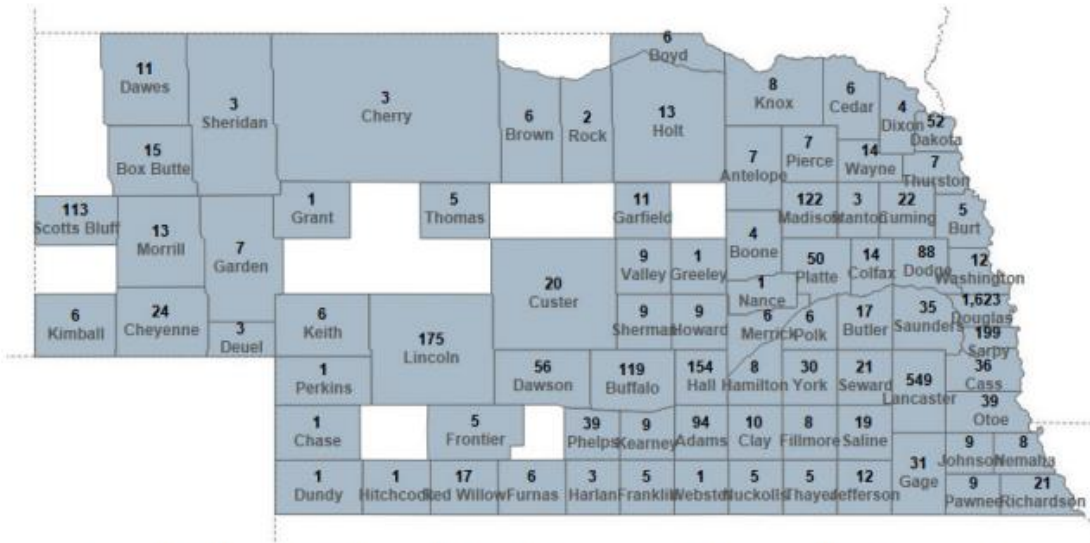 6
Boyd
11
Dawes
3
Sheridan
3
Cherry
6
Brown
2
Rock
13
Holt
8
Knox
6
Cedar
4
Dixon
52
Dakota
15
Box Butte
7
Antelope
7
Pierce
14
Wayne
7
Thurston
113
Scotts Bluff
13
Morrill
7
Garden
1
Grant
5
Thomas
11
Garfield
122
Madison
3
Stanton
22
Cuming
5
Burt
20
Custer
9
Valley
1
Greeley
4
Boone
50
Platte
14
Colfax
88
Dodge
12
Washington
6
Kimball
24
Cheyenne
3
Deuel
6
Keith
175
Lincoln
9
Sherman
9
Howard
1
Nance
6
Merrick
6
Polk
17
Butler
35
Saunders
1,623
Douglas
199
Sarpy
1
Perkins
56
Dawson
119
Buffalo
154
Hall
8
Hamilton
30
York
21
Seward
549
Lancaster
36
Cass
39
Otoe
1
Chase
5
Frontier
39
Phelps
9
Kearney
94
Adams
10
Clay
8
Fillmore
19
Saline
31
Gage
9
Johnson
8
Nemaha
1
Dundy
1
Hitchcock
17
Red Willow
6
Furnas
3
Harlan
5
Franklin
1
Webster
5
Nuckolls
5
Thayer
12
Jefferson
9
Pawnee
21
Richardson